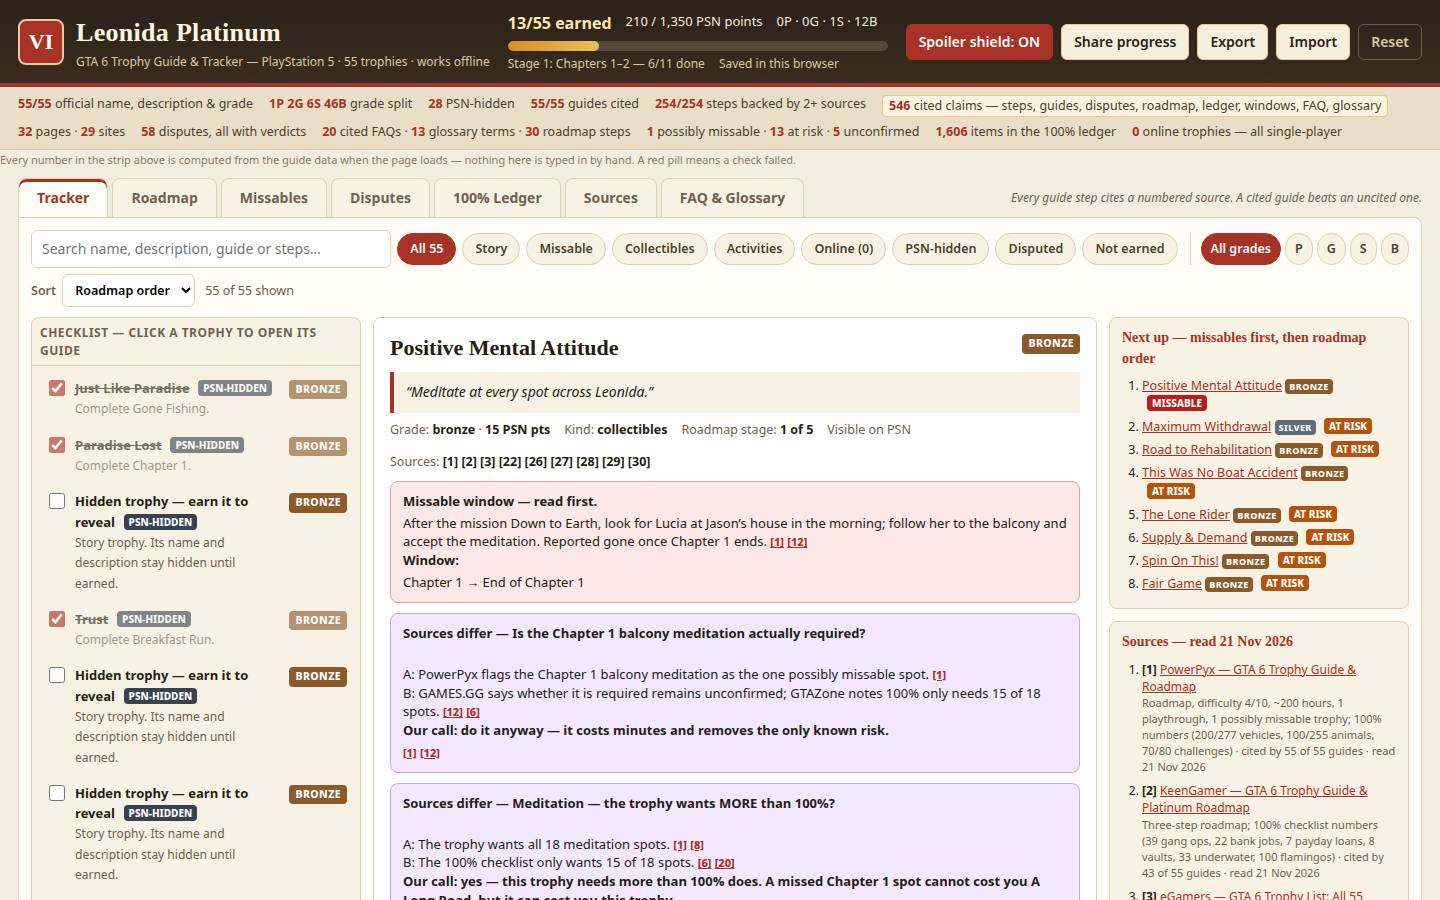 VI
Leonida Platinum
GTA 6 Trophy Guide & Tracker — PlayStation 5 · 55 trophies · works offline
13/55 earned 210 / 1,350 PSN points 0P · 0G · 1S · 12B
Stage 1: Chapters 1–2 — 6/11 done Saved in this browser
Spoiler shield: ON
Share progress
Export
Import
Reset
55/55 official name, description & grade 1P 2G 6S 46B grade split 28 PSN-hidden 55/55 guides cited 254/254 steps backed by 2+ sources 546 cited claims — steps, guides, disputes, roadmap, ledger, windows, FAQ, glossary
32 pages · 29 sites 58 disputes, all with verdicts 20 cited FAQs · 13 glossary terms · 30 roadmap steps 1 possibly missable · 13 at risk · 5 unconfirmed 1,606 items in the 100% ledger 0 online trophies — all single-player
Every number in the strip above is computed from the guide data when the page loads — nothing here is typed in by hand. A red pill means a check failed.
Tracker
Roadmap
Missables
Disputes
100% Ledger
Sources
FAQ & Glossary
Every guide step cites a numbered source. A cited guide beats an uncited one.
Search name, description, guide or steps...
All 55
Story
Missable
Collectibles
Activities
Online (0)
PSN-hidden
Disputed
Not earned
All grades
P
G
S
B
Sort Roadmap order 55 of 55 shown
CHECKLIST — CLICK A TROPHY TO OPEN ITS
GUIDE
Just Like Paradise PSN-HIDDEN BRONZE
Complete Gone Fishing.
Paradise Lost PSN-HIDDEN BRONZE
Complete Chapter 1.
Hidden trophy — earn it to BRONZE
reveal PSN-HIDDEN
Story trophy. Its name and
description stay hidden until
earned.
Trust PSN-HIDDEN BRONZE
Complete Breakfast Run.
Hidden trophy — earn it to BRONZE
reveal PSN-HIDDEN
Story trophy. Its name and
description stay hidden until
earned.
Hidden trophy — earn it to BRONZE
reveal PSN-HIDDEN
Story trophy. Its name and
description stay hidden until
earned.
Positive Mental Attitude BRONZE
“Meditate at every spot across Leonida.”
Grade: bronze · 15 PSN pts Kind: collectibles Roadmap stage: 1 of 5 Visible on PSN
Sources: [1] [2] [3] [22] [26] [27] [28] [29] [30]
Missable window — read first.
After the mission Down to Earth, look for Lucia at Jason’s house in the morning; follow her to the balcony and
accept the meditation. Reported gone once Chapter 1 ends. [1] [12]
Window:
Chapter 1 → End of Chapter 1
Sources differ — Is the Chapter 1 balcony meditation actually required?
A: PowerPyx flags the Chapter 1 balcony meditation as the one possibly missable spot. [1]
B: GAMES.GG says whether it is required remains unconfirmed; GTAZone notes 100% only needs 15 of 18
spots. [12] [6]
Our call: do it anyway — it costs minutes and removes the only known risk.
[1] [12]
Sources differ — Meditation — the trophy wants MORE than 100%?
A: The trophy wants all 18 meditation spots. [1] [8]
B: The 100% checklist only wants 15 of 18 spots. [6] [20]
Our call: yes — this trophy needs more than 100% does. A missed Chapter 1 spot cannot cost you A
Long Road, but it can cost you this trophy.
Next up — missables first, then roadmap
order
1. Positive Mental Attitude BRONZE
MISSABLE
2. Maximum Withdrawal SILVER AT RISK
3. Road to Rehabilitation BRONZE AT RISK
4. This Was No Boat Accident BRONZE
AT RISK
5. The Lone Rider BRONZE AT RISK
6. Supply & Demand BRONZE AT RISK
7. Spin On This! BRONZE AT RISK
8. Fair Game BRONZE AT RISK
Sources — read 21 Nov 2026
1. [1] PowerPyx — GTA 6 Trophy Guide &
Roadmap
Roadmap, difficulty 4/10, ~200 hours, 1
playthrough, 1 possibly missable trophy; 100%
numbers (200/277 vehicles, 100/255 animals,
70/80 challenges) · cited by 55 of 55 guides · read
21 Nov 2026
2. [2] KeenGamer — GTA 6 Trophy Guide &
Platinum Roadmap
Three-step roadmap; 100% checklist numbers
(39 gang ops, 22 bank jobs, 7 payday loans, 8
vaults, 33 underwater, 100 flamingos) · cited by
43 of 55 guides · read 21 Nov 2026
3. [3] eGamers — GTA 6 Trophy List: All 55